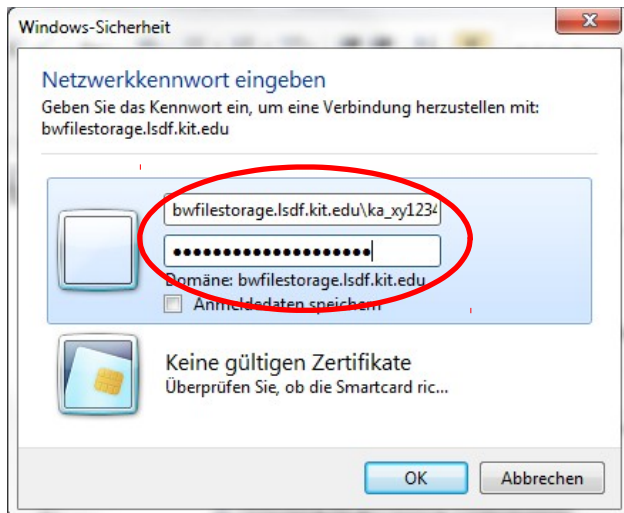 Windows-Sicherheit
Netzwerkkennwort eingeben
Geben Sie das Kennwort ein, um eine Verbindung herzustellen mit:
bwfilestorage.lsdf.kit.edu
bwfilestorage.lsdf.kit.edu\ka_xy1234
●●●●●●●●●●●●●●●●●●●●
Domäne: bwfilestorage.lsdf.kit.edu
Anmeldedaten speichern
Keine gültigen Zertifikate
Überprüfen Sie, ob die Smartcard ric...
OK
Abbrechen